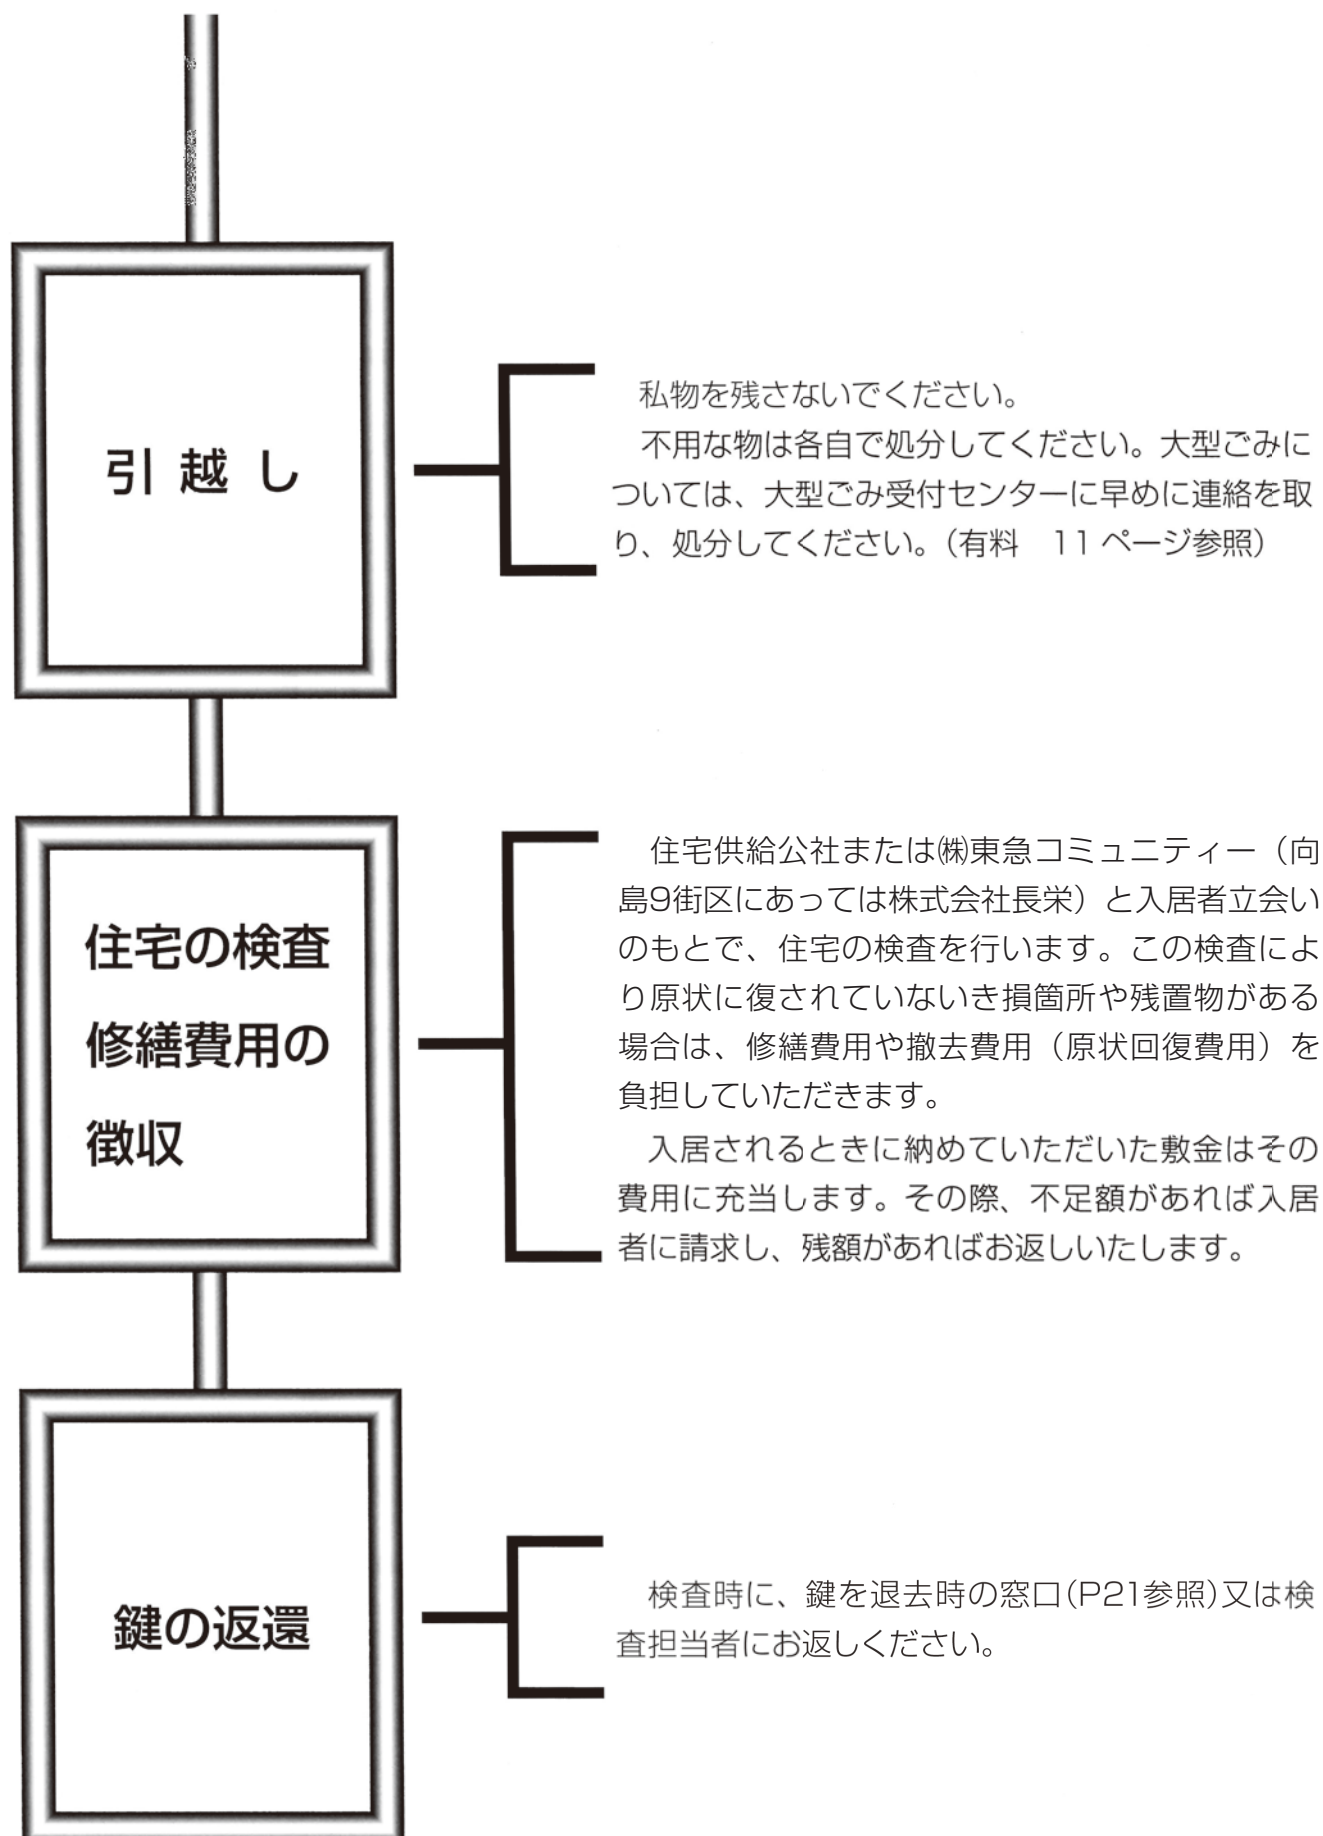 引越し
私物を残さないでください。
不用な物は各自で処分してください。大型ごみに
ついては、大型ごみ受付センターに早めに連絡を取
り、処分してください。（有料　11 ページ参照）
住宅の検査
修繕費用の
徴収
住宅供給公社または㈱東急コミュニティー（向
島9街区にあっては株式会社長栄）と入居者立会い
のもとで、住宅の検査を行います。この検査によ
り原状に復されていないき損箇所や残置物がある
場合は、修繕費用や撤去費用（原状回復費用）を
負担していただきます。
入居されるときに納めていただいた敷金はその
費用に充当します。その際、不足額があれば入居
者に請求し、残額があればお返しいたします。
鍵の返還
検査時に、鍵を退去時の窓口(P21参照)又は検
査担当者にお返しください。